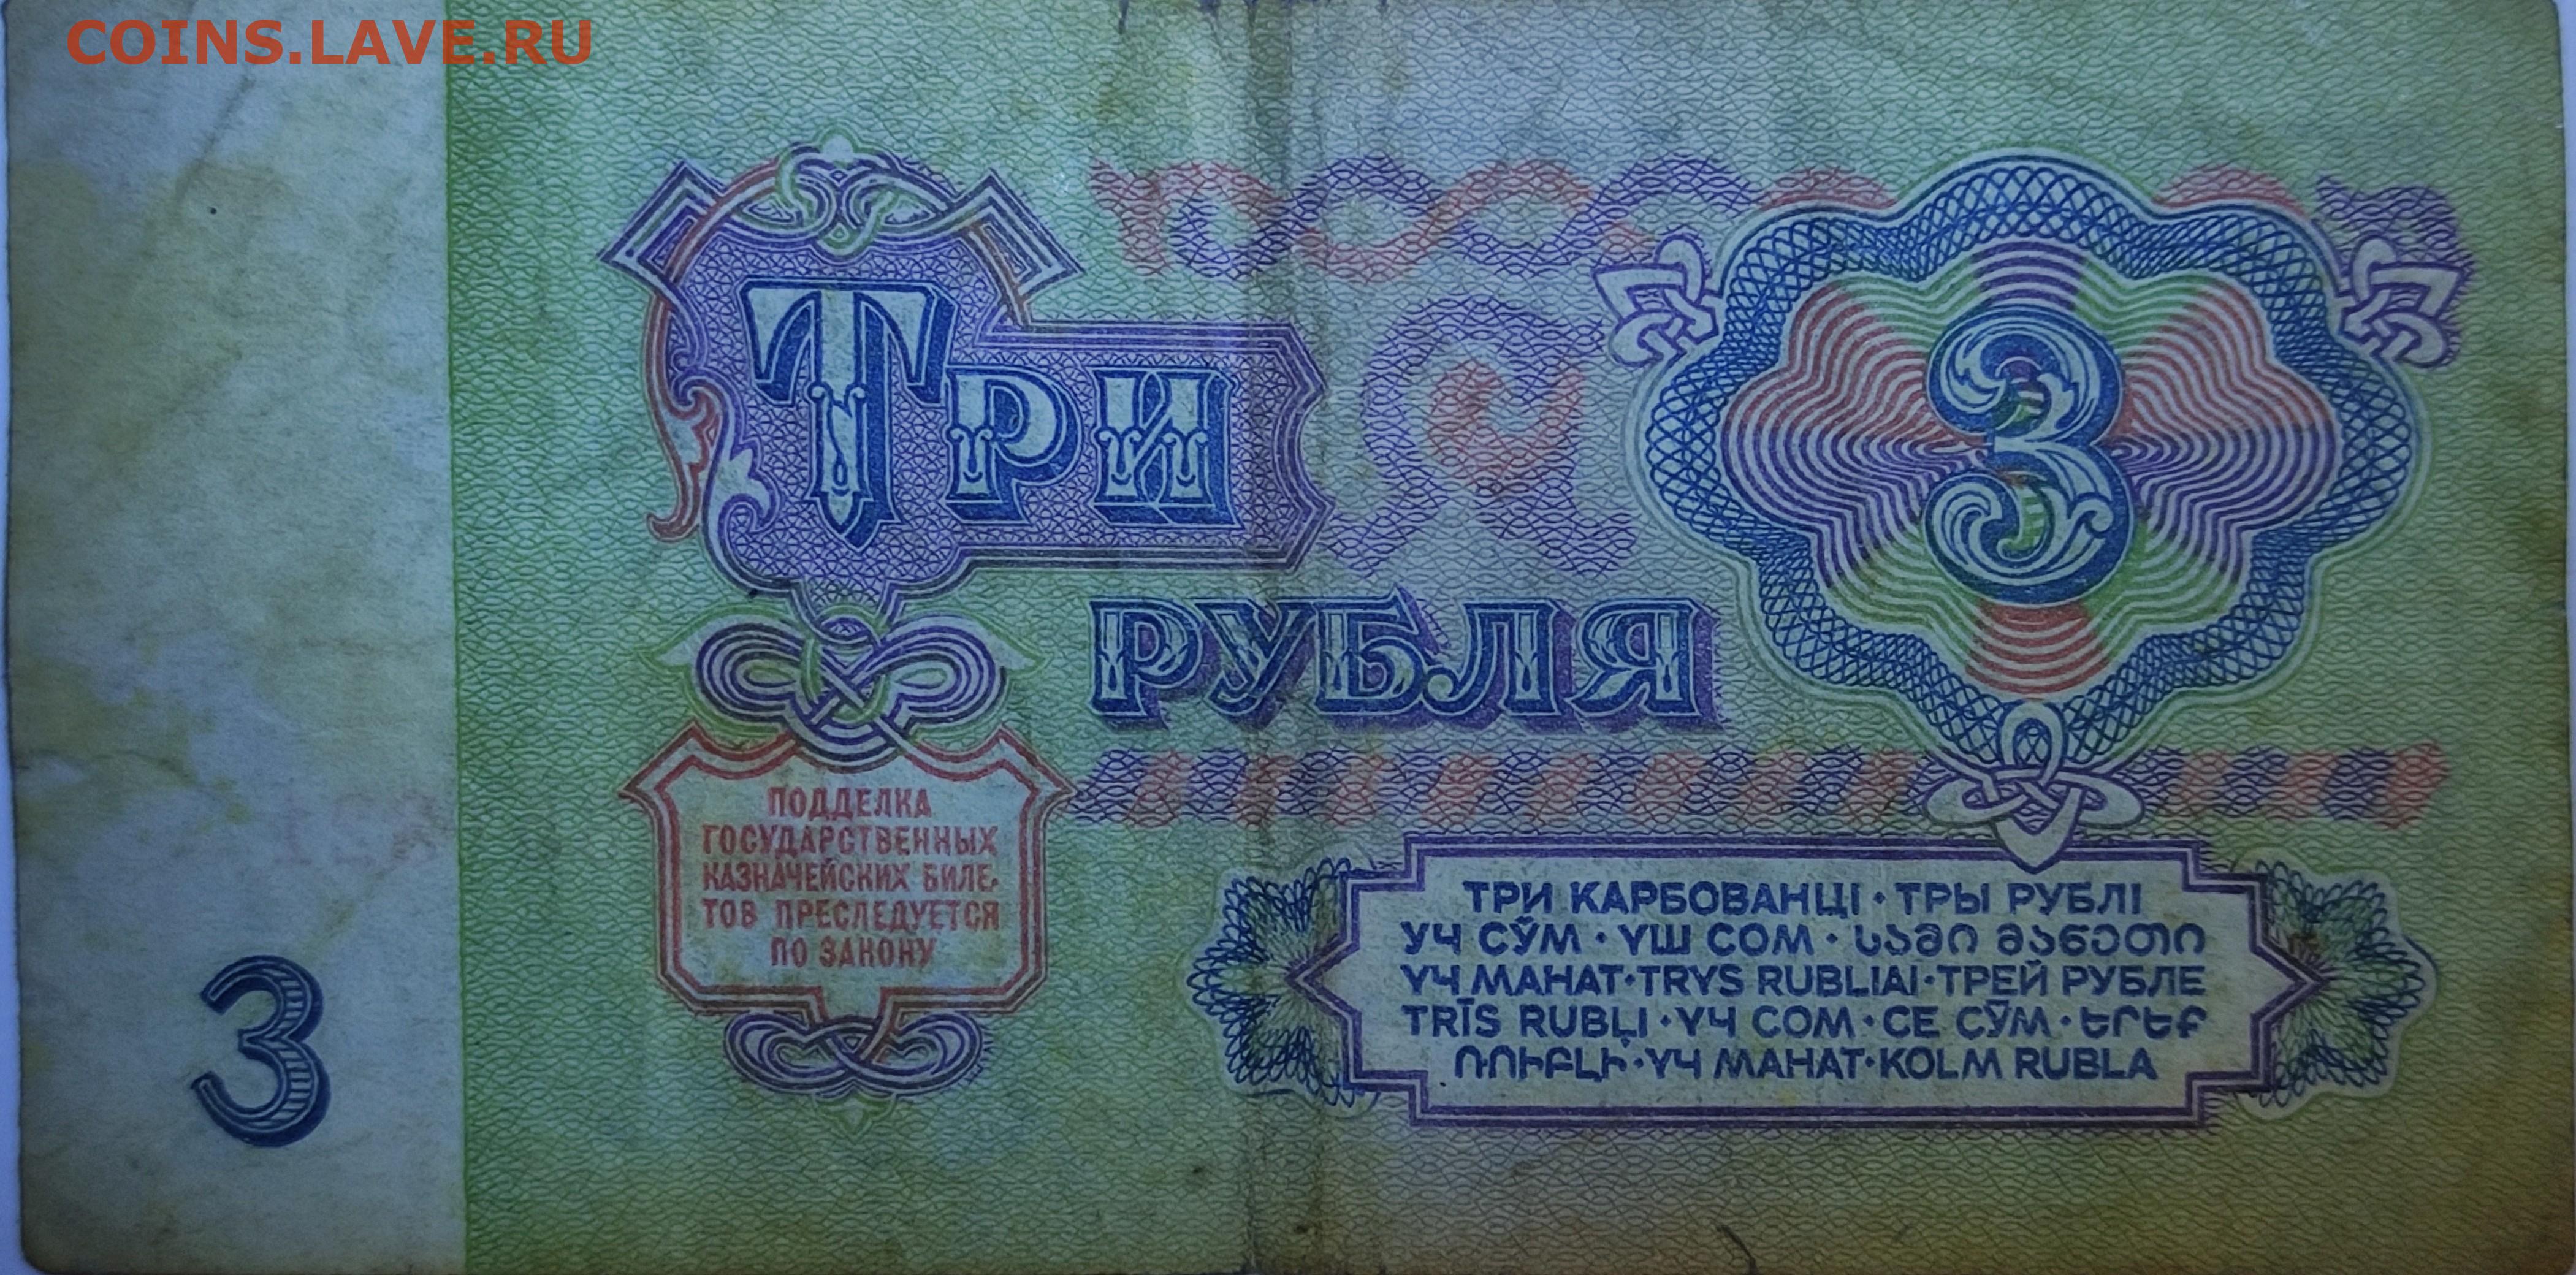 COINS.LAVE.RU
ТРИ
РУБЛЯ
3
ПОДДЕЛКА
ГОСУДАРСТВЕННЫХ
КАЗНАЧЕЙСКИХ БИЛЕ-
ТОВ ПРЕСЛЕДУЕТСЯ
ПО ЗАКОНУ
3
ТРИ КАРБОВАНЦІ · ТРЫ РУБЛІ
УЧ СЎМ · ҮШ СОМ · ᲡᲐᲛᲘ ᲛᲐᲜᲔᲗᲘ
ҮЧ МАНАТ · TRYS RUBLIAI · ТРЕЙ РУБЛЕ
TRĪS RUBĻI · ҮЧ СОМ · СЕ СӮМ · ԵՐԵՔ
ՌՈՒԲԼԻ · ҮЧ МАНАТ · KOLM RUBLA